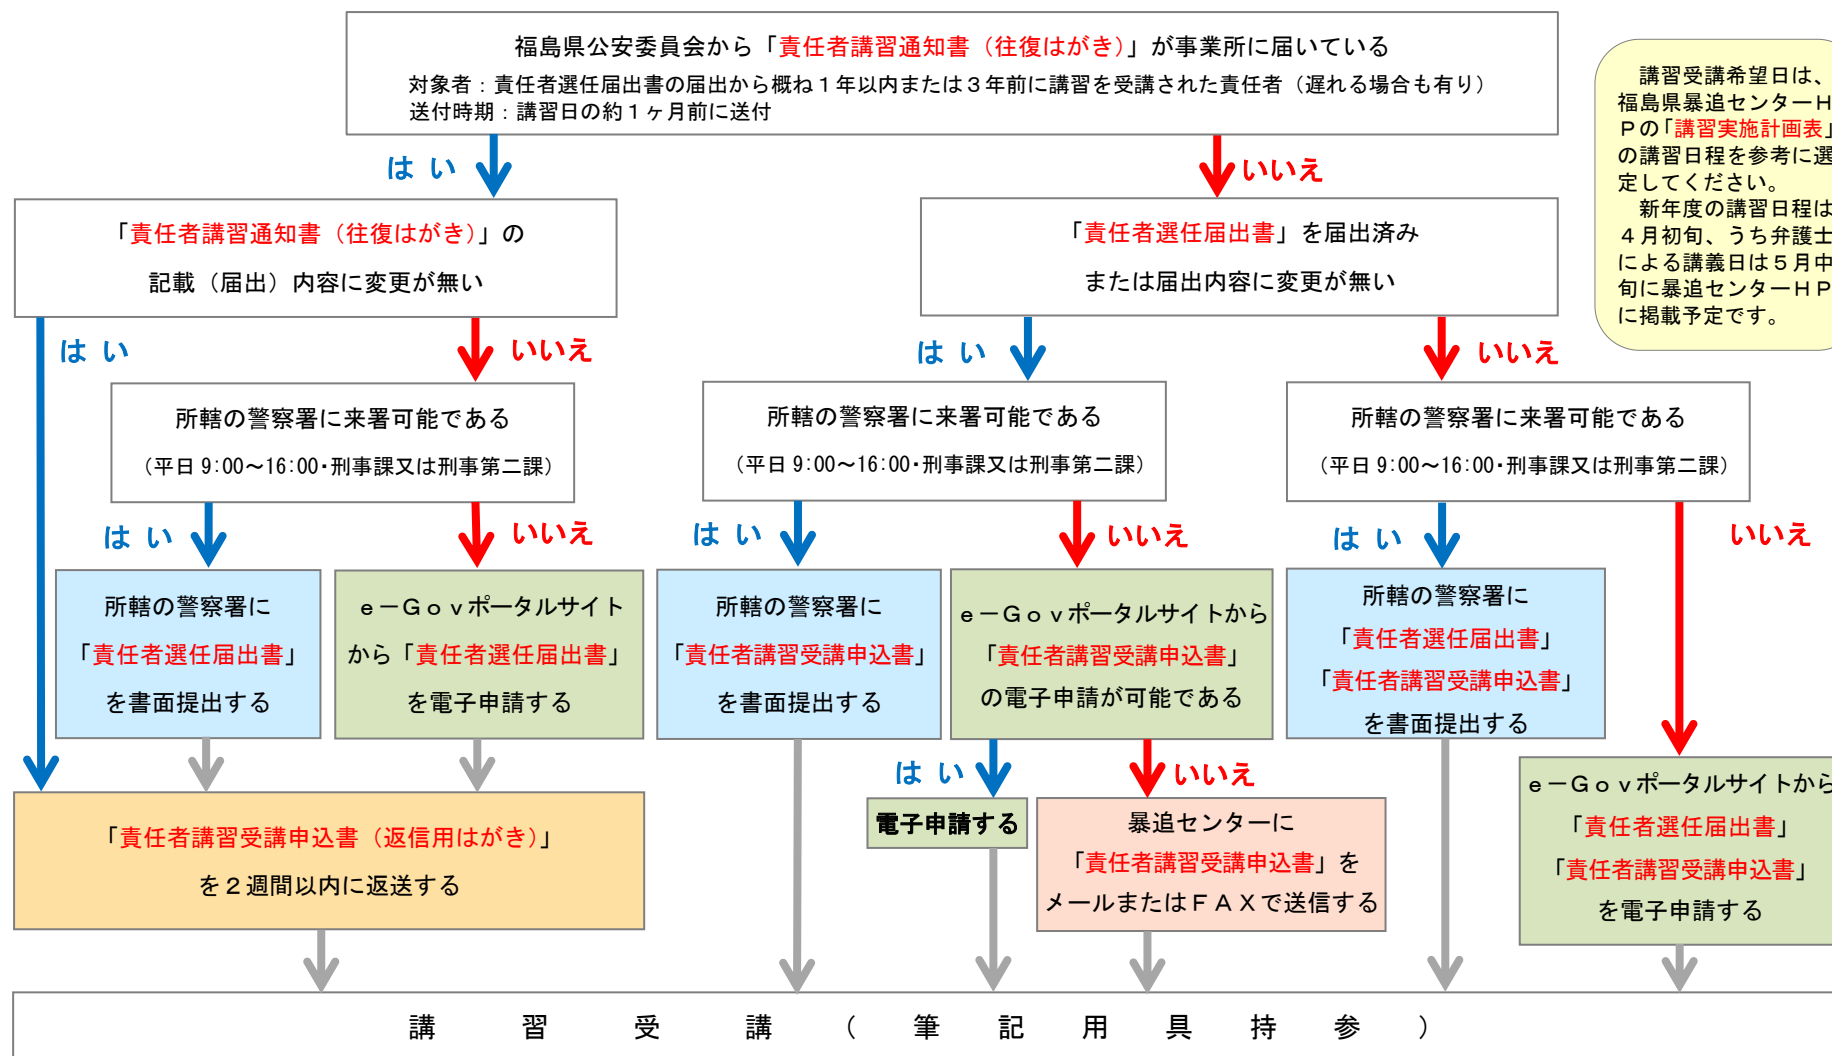 福島県公安委員会から「責任者講習通知書（往復はがき）」が事業所に届いている
対象者：責任者選任届出書の届出から概ね１年以内または３年前に講習を受講された責任者（遅れる場合も有り）
送付時期：講習日の約１ヶ月前に送付
講習受講希望日は、
福島県暴追センターＨ
Ｐの「講習実施計画表」
の講習日程を参考に選
定してください。
新年度の講習日程は
４月初旬、うち弁護士
による講義日は５月中
旬に暴追センターＨＰ
に掲載予定です。
はい
いいえ
「責任者講習通知書（往復はがき）」の
記載（届出）内容に変更が無い
「責任者選任届出書」を届出済み
または届出内容に変更が無い
はい
いいえ
はい
いいえ
所轄の警察署に来署可能である
（平日 9:00～16:00・刑事課又は刑事第二課）
所轄の警察署に来署可能である
（平日 9:00～16:00・刑事課又は刑事第二課）
所轄の警察署に来署可能である
（平日 9:00～16:00・刑事課又は刑事第二課）
はい
いいえ
はい
いいえ
はい
いいえ
所轄の警察署に
「責任者選任届出書」
を書面提出する
ｅ－Ｇｏｖポータルサイト
から「責任者選任届出書」
を電子申請する
所轄の警察署に
「責任者講習受講申込書」
を書面提出する
ｅ－Ｇｏｖポータルサイトから
「責任者講習受講申込書」
の電子申請が可能である
所轄の警察署に
「責任者選任届出書」
「責任者講習受講申込書」
を書面提出する
はい
いいえ
「責任者講習受講申込書（返信用はがき）」
を２週間以内に返送する
電子申請する
暴追センターに
「責任者講習受講申込書」を
メールまたはＦＡＸで送信する
ｅ－Ｇｏｖポータルサイトから
「責任者選任届出書」
「責任者講習受講申込書」
を電子申請する
講習受講（筆記用具持参）